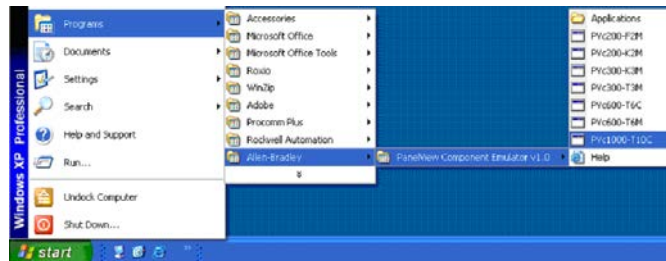 Windows XP Professional
Programs
Documents
Settings
Search
Help and Support
Run...
Undock Computer
Shut Down...
start
Accessories
Microsoft Office
Microsoft Office Tools
Roxio
WinZip
Adobe
Procomm Plus
Rockwell Automation
Allen-Bradley
PanelView Component Emulator v1.0
Applications
PVc200-F2M
PVc200-K2M
PVc300-K3M
PVc300-T3M
PVc600-T6C
PVc600-T6M
PVc1000-T10C
Help